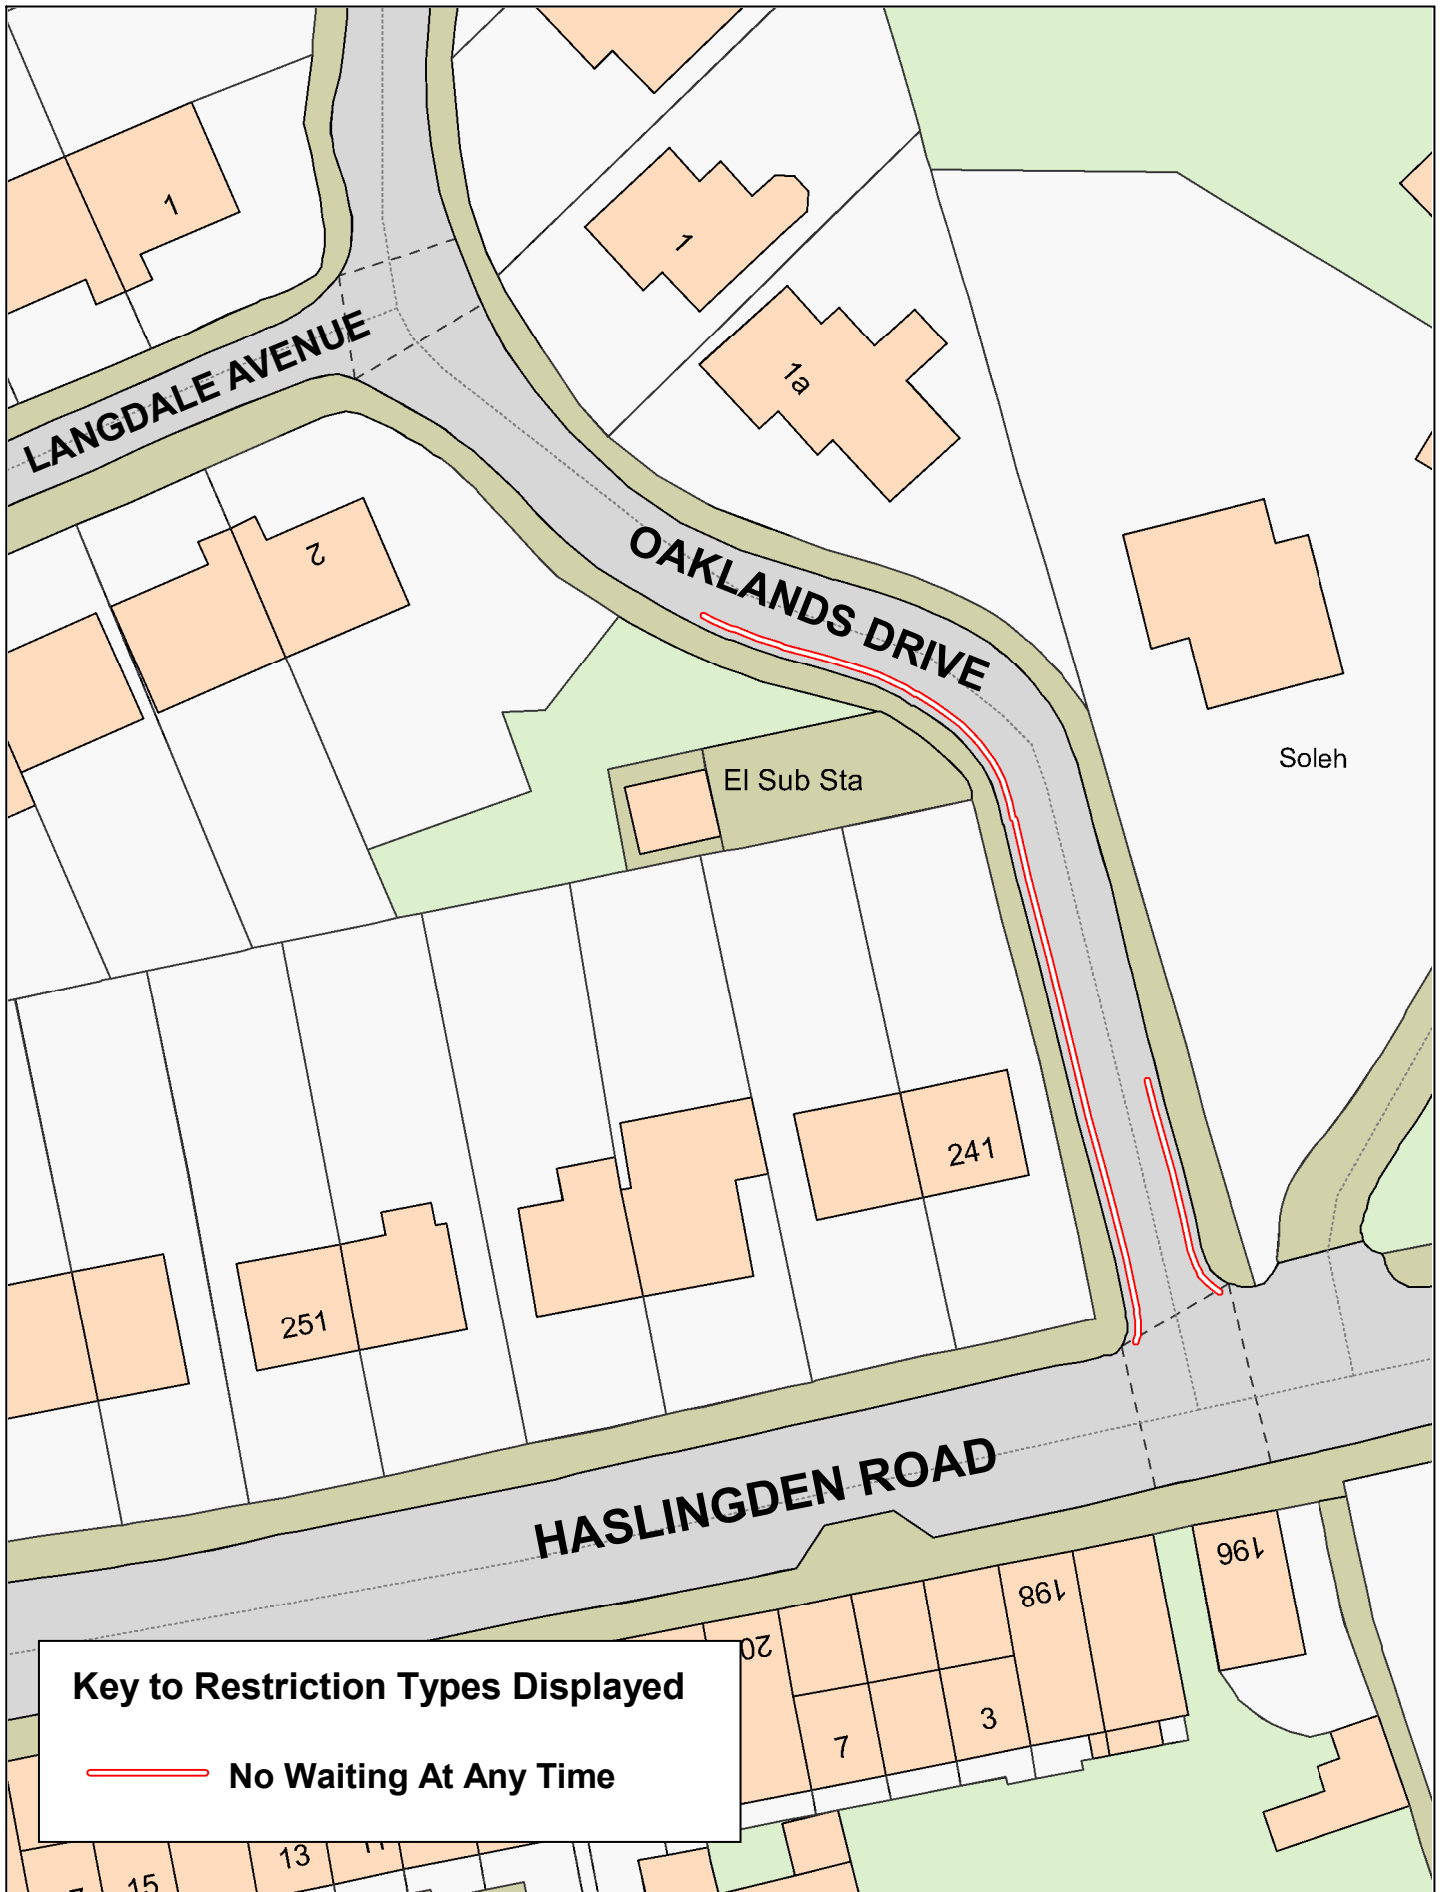 1
1
1a
LANGDALE AVENUE
2
OAKLANDS DRIVE
Soleh
El Sub Sta
241
251
HASLINGDEN ROAD
196
198
20
3
7
Key to Restriction Types Displayed
No Waiting At Any Time
13
15